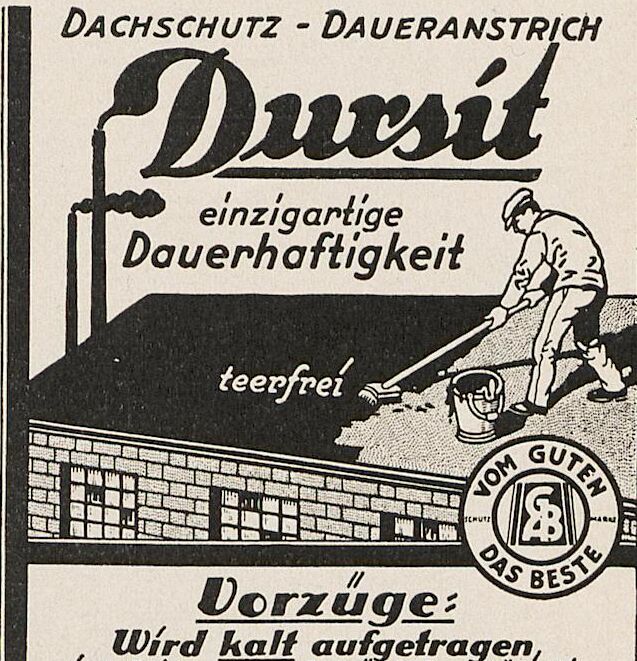 DACHSCHUTZ - DAUERANSTRICH
Dursit
einzigartige
Dauerhaftigkeit
teerfrei
VOM GUTEN
SCHUTZ MARKE
DAS BESTE
Vorzüge:
Wird kalt aufgetragen,